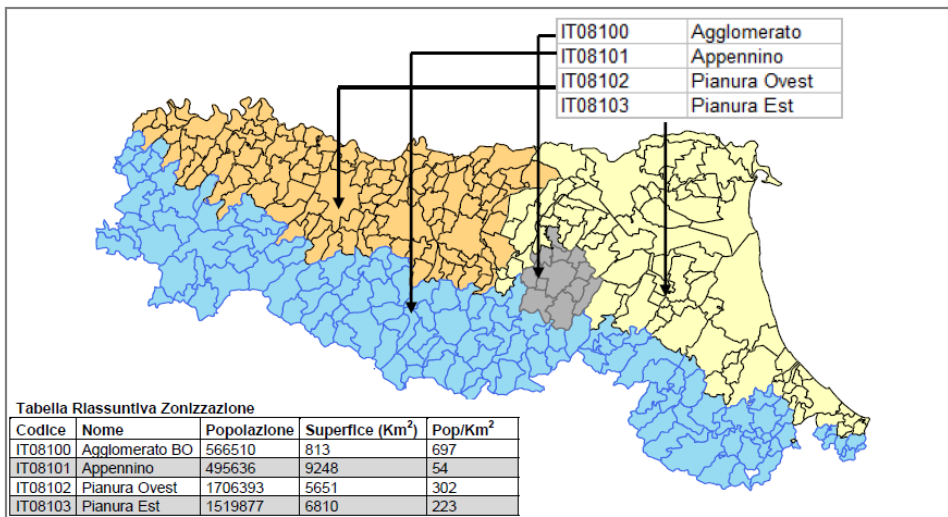 IT08100 Agglomerato
IT08101 Appennino
IT08102 Pianura Ovest
IT08103 Pianura Est
Tabella Riassuntiva Zonizzazione
Codice Nome Popolazione Superfice (Km²) Pop/Km²
IT08100 Agglomerato BO 566510 813 697
IT08101 Appennino 495636 9248 54
IT08102 Pianura Ovest 1706393 5651 302
IT08103 Pianura Est 1519877 6810 223